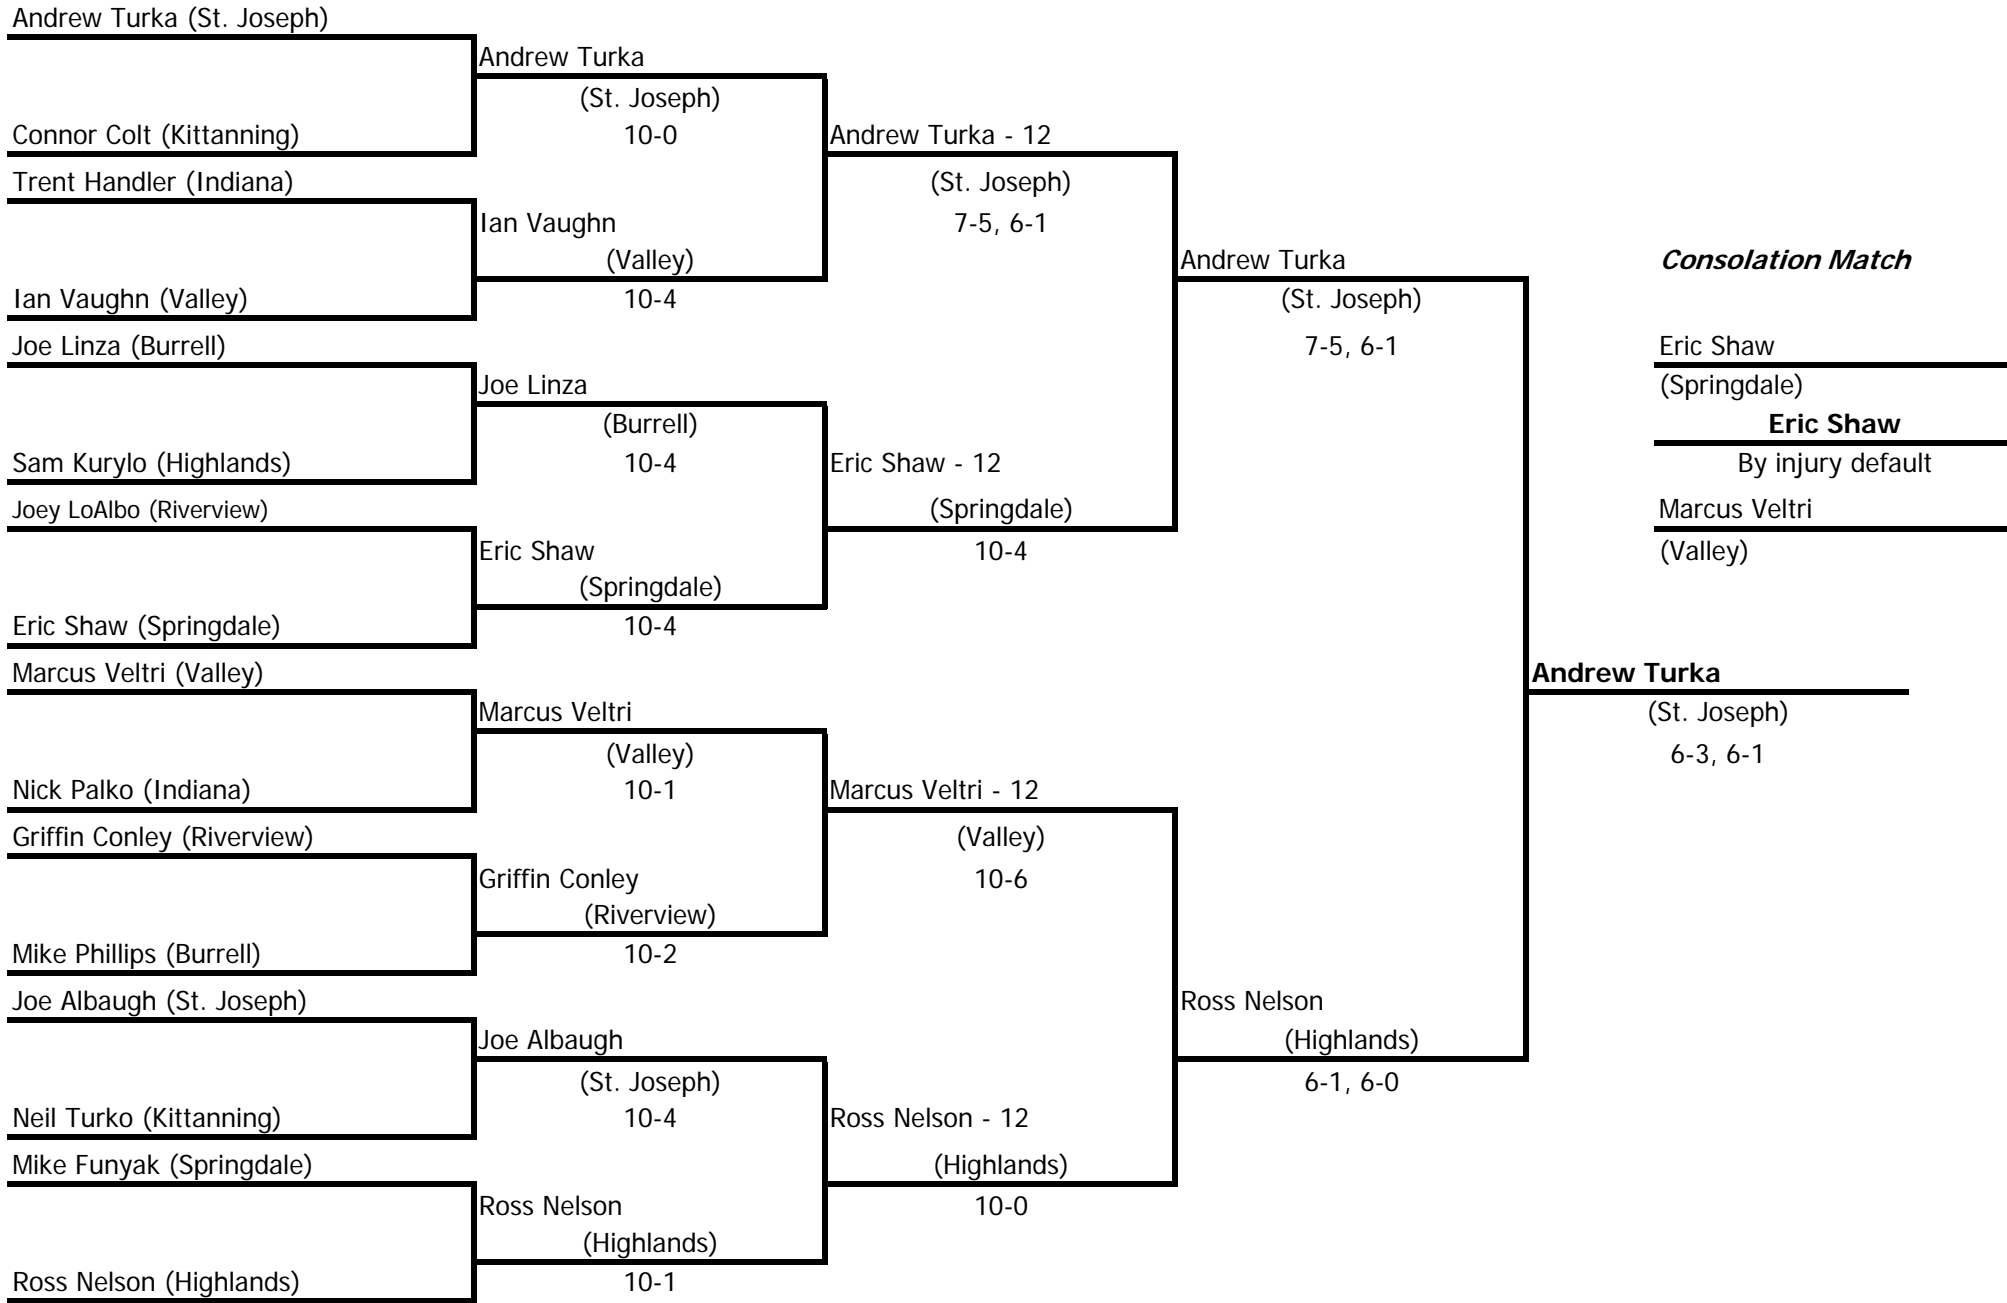 Andrew Turka (St. Joseph)
Connor Colt (Kittanning)
Trent Handler (Indiana)
Ian Vaughn (Valley)
Joe Linza (Burrell)
Sam Kurylo (Highlands)
Joey LoAlbo (Riverview)
Eric Shaw (Springdale)
Marcus Veltri (Valley)
Nick Palko (Indiana)
Griffin Conley (Riverview)
Mike Phillips (Burrell)
Joe Albaugh (St. Joseph)
Neil Turko (Kittanning)
Mike Funyak (Springdale)
Ross Nelson (Highlands)
Andrew Turka
(St. Joseph)
10-0
Ian Vaughn
(Valley)
10-4
Joe Linza
(Burrell)
10-4
Eric Shaw
(Springdale)
10-4
Marcus Veltri
(Valley)
10-1
Griffin Conley
(Riverview)
10-2
Joe Albaugh
(St. Joseph)
10-4
Ross Nelson
(Highlands)
10-1
Andrew Turka - 12
(St. Joseph)
7-5, 6-1
Eric Shaw - 12
(Springdale)
10-4
Marcus Veltri - 12
(Valley)
10-6
Ross Nelson - 12
(Highlands)
10-0
Andrew Turka
(St. Joseph)
7-5, 6-1
Ross Nelson
(Highlands)
6-1, 6-0
Andrew Turka
(St. Joseph)
6-3, 6-1
Consolation Match
Eric Shaw
(Springdale)
Eric Shaw
By injury default
Marcus Veltri
(Valley)